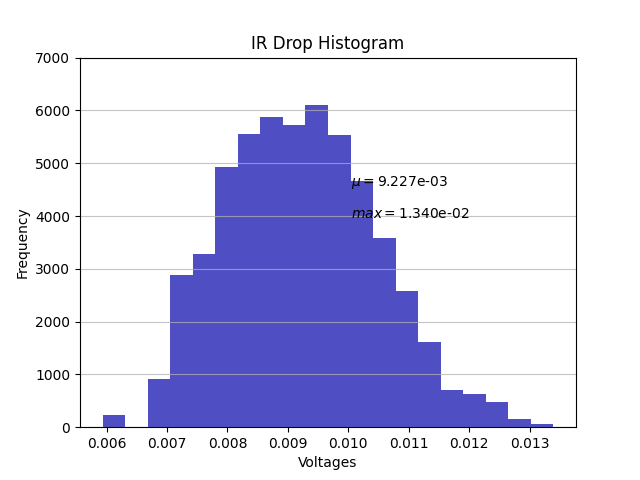 IR Drop Histogram
7000
6000
5000
4000
3000
2000
1000
0
Frequency
μ = 9.227e-03
max = 1.340e-02
0.006 0.007 0.008 0.009 0.010 0.011 0.012 0.013
Voltages